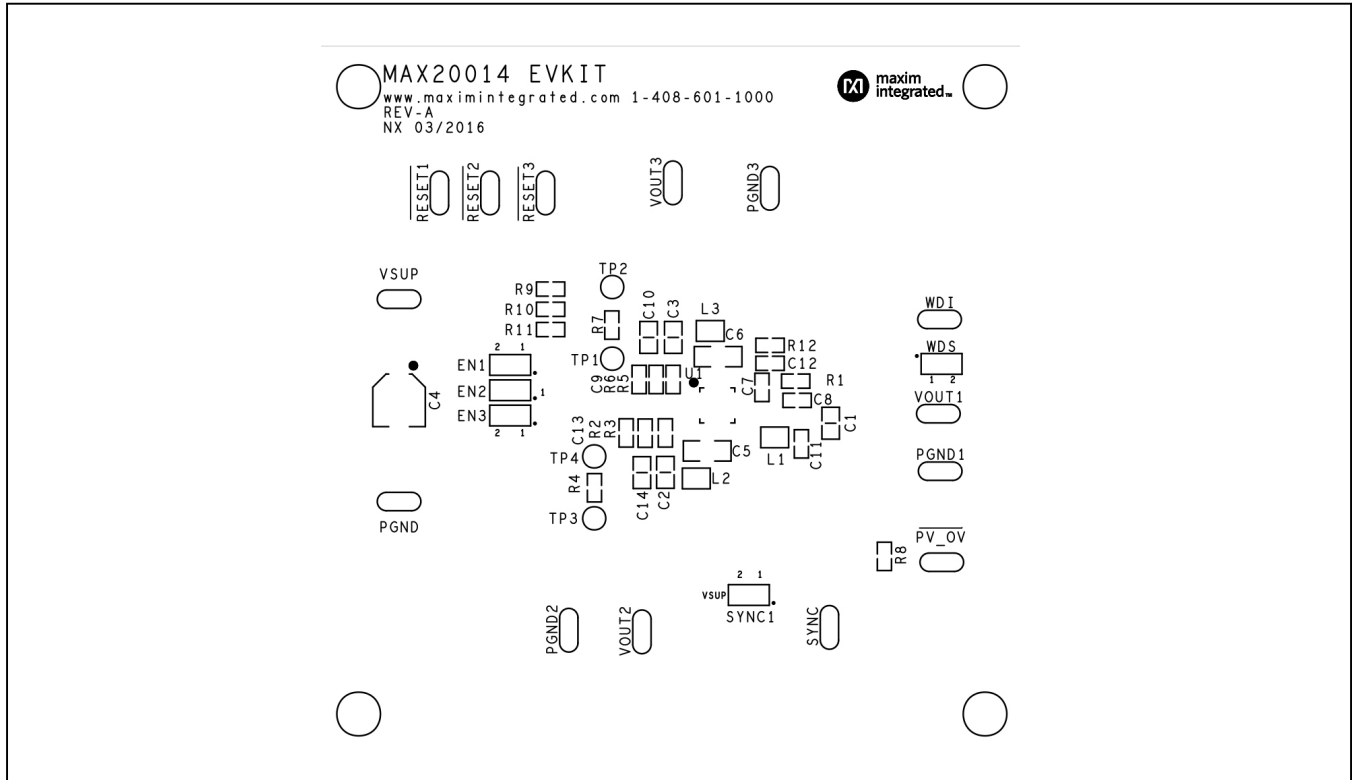 MAX20014 EVKIT
www.maximintegrated.com 1-408-601-1000
REV-A
NX 03/2016
maxim
integrated™
RESET1
RESET2
RESET3
VOUT3
PGND3
VSUP
TP2
R9
R10
R11
R7
C10
C3
L3
C6
TP1
R12
C12
WDI
WDS
1 2
2 1
EN1
EN2
1
EN3
2 1
C4
C9
R6
R5
U1
C7
R1
C8
C1
VOUT1
C13
R2
R3
C5
L1
C11
PGND1
TP4
R4
C14
C2
L2
TP3
PGND
PV_OV
R8
2 1
VSUP
SYNC1
PGND2
VOUT2
SYNC